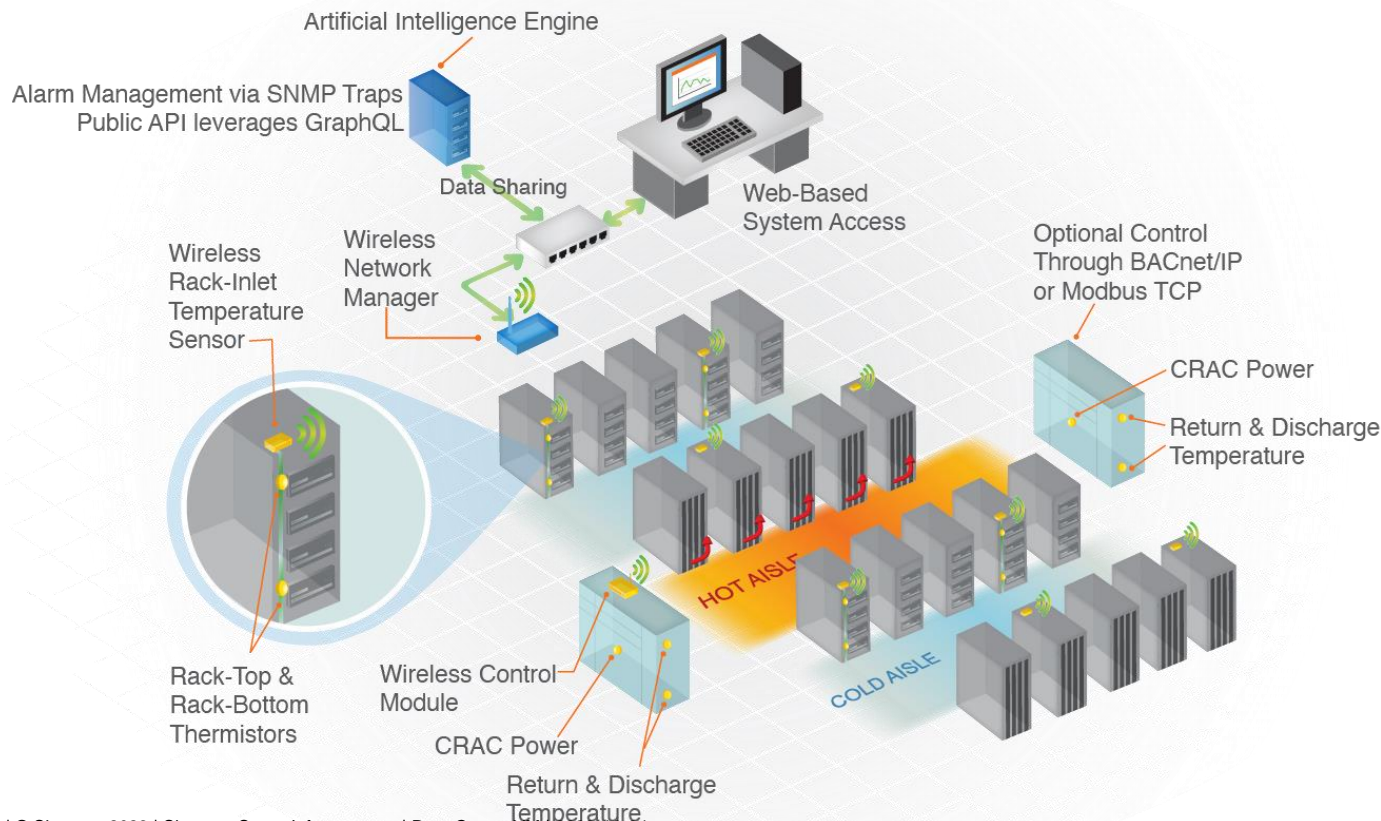 Artificial Intelligence Engine
Alarm Management via SNMP Traps
Public API leverages GraphQL
Data Sharing
Web-Based
System Access
Wireless
Rack-Inlet
Temperature
Sensor
Wireless
Network
Manager
Optional Control
Through BACnet/IP
or Modbus TCP
CRAC Power
Return & Discharge
Temperature
HOT AISLE
COLD AISLE
Rack-Top &
Rack-Bottom
Thermistors
Wireless Control
Module
CRAC Power
Return & Discharge
Temperature